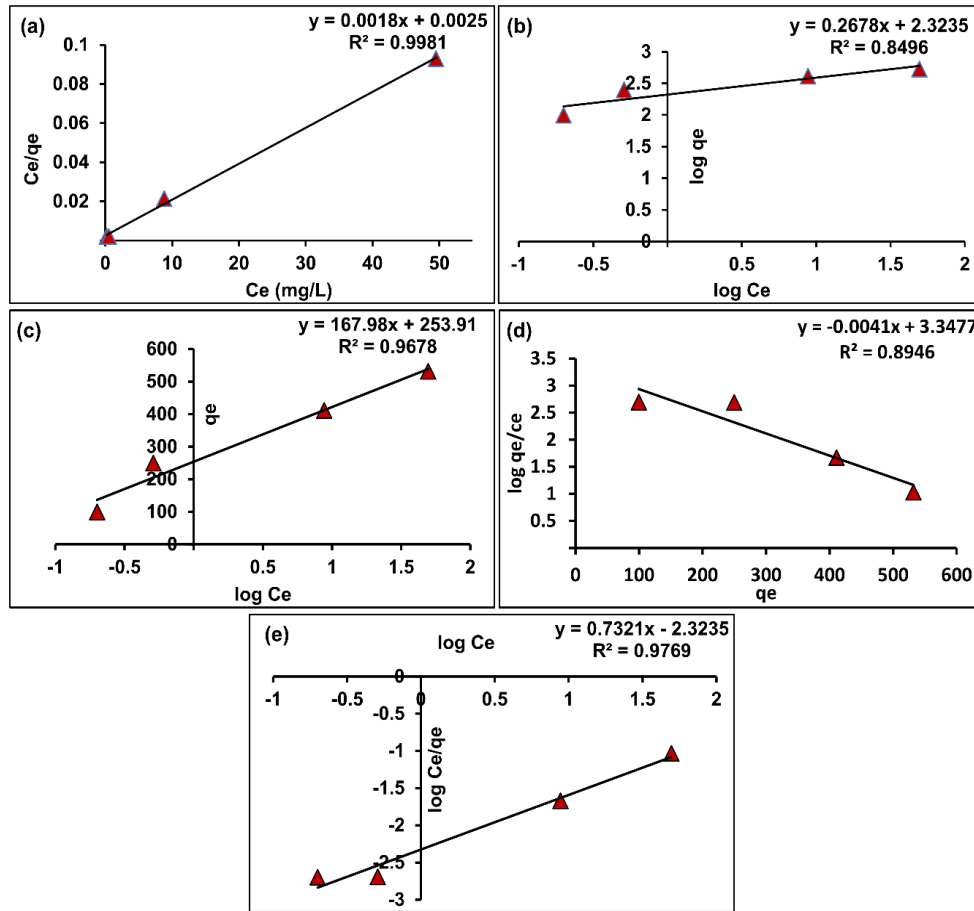 (a)
y = 0.0018x + 0.0025
R² = 0.9981
0.1
0.08
0.06
0.04
0.02
0 10 20 30 40 50
Ce/qe
Ce (mg/L)
(b)
y = 0.2678x + 2.3235
R² = 0.8496
3
2.5
2
1.5
1
0.5
0
-1 -0.5 0.5 1 1.5 2
log qe
log Ce
(c)
y = 167.98x + 253.91
R² = 0.9678
600
500
400
300
200
100
0
-1 -0.5 0.5 1 1.5 2
qe
log Ce
(d)
y = -0.0041x + 3.3477
R² = 0.8946
3.5
3
2.5
2
1.5
1
0.5
0 100 200 300 400 500 600
log qe/ce
qe
(e)
log Ce
y = 0.7321x - 2.3235
R² = 0.9769
0
-1 -0.5 0 0.5 1 1.5 2
-0.5
-1
-1.5
-2
-2.5
-3
log Ce/qe